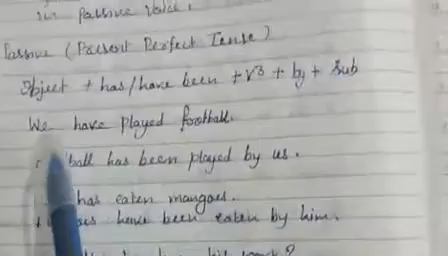 in Passive Voice.
Passive (Present Perfect Tense)
Object + has/have been + V3 + by + Sub
We have played football.
ball has been played by us.
has eaten mangoes.
have been eaten by him.